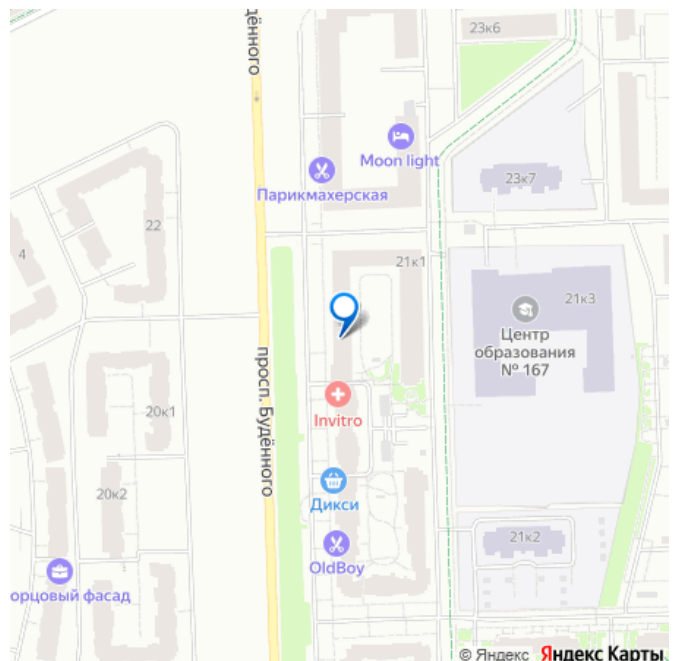 дённого
23к6
Moon light
Парикмахерская
23к7
22
4
21к1
21к3
Центр
образования
№ 167
просп. Будённого
Invitro
20к1
20к2
Дикси
21к2
OldBoy
орцовый фасад
© Яндекс Яндекс Карты